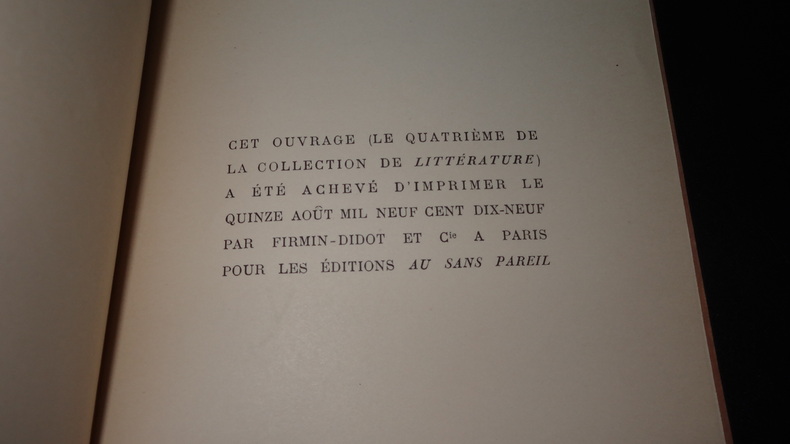 CET OUVRAGE (LE QUATRIÈME DE
LA COLLECTION DE LITTÉRATURE)
A ÉTÉ ACHEVÉ D'IMPRIMER LE
QUINZE AOÛT MIL NEUF CENT DIX-NEUF
PAR FIRMIN-DIDOT ET Cie A PARIS
POUR LES ÉDITIONS AU SANS PAREIL